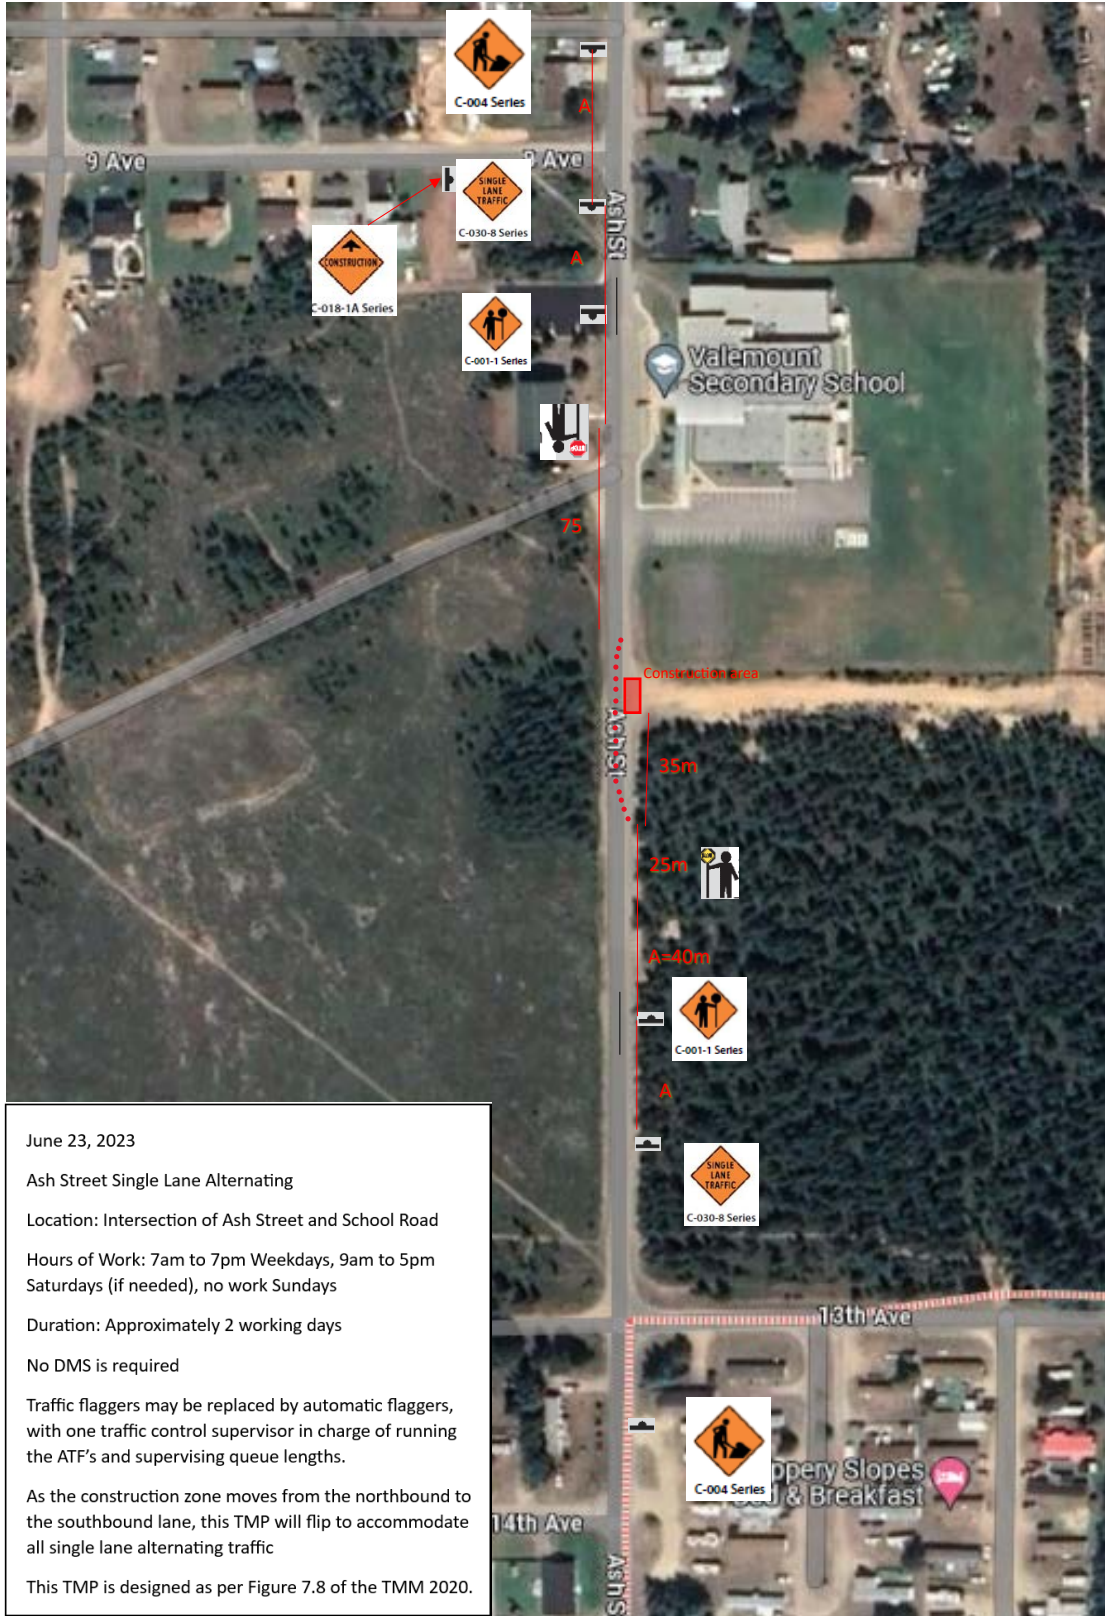 C-004 Series
A
9 Ave
9 Ave
SINGLE
LANE
TRAFFIC
C-030-8 Series
Ash St
CONSTRUCTION
C-018-1A Series
A
C-001-1 Series
Valemount
Secondary School
75
Construction area
Ash St
35m
25m
A=40m
C-001-1 Series
A
SINGLE
LANE
TRAFFIC
C-030-8 Series
13th Ave
C-004 Series
ppery Slopes
& Breakfast
14th Ave
Ash S
June 23, 2023
Ash Street Single Lane Alternating
Location: Intersection of Ash Street and School Road
Hours of Work: 7am to 7pm Weekdays, 9am to 5pm
Saturdays (if needed), no work Sundays
Duration: Approximately 2 working days
No DMS is required
Traffic flaggers may be replaced by automatic flaggers,
with one traffic control supervisor in charge of running
the ATF's and supervising queue lengths.
As the construction zone moves from the northbound to
the southbound lane, this TMP will flip to accommodate
all single lane alternating traffic
This TMP is designed as per Figure 7.8 of the TMM 2020.